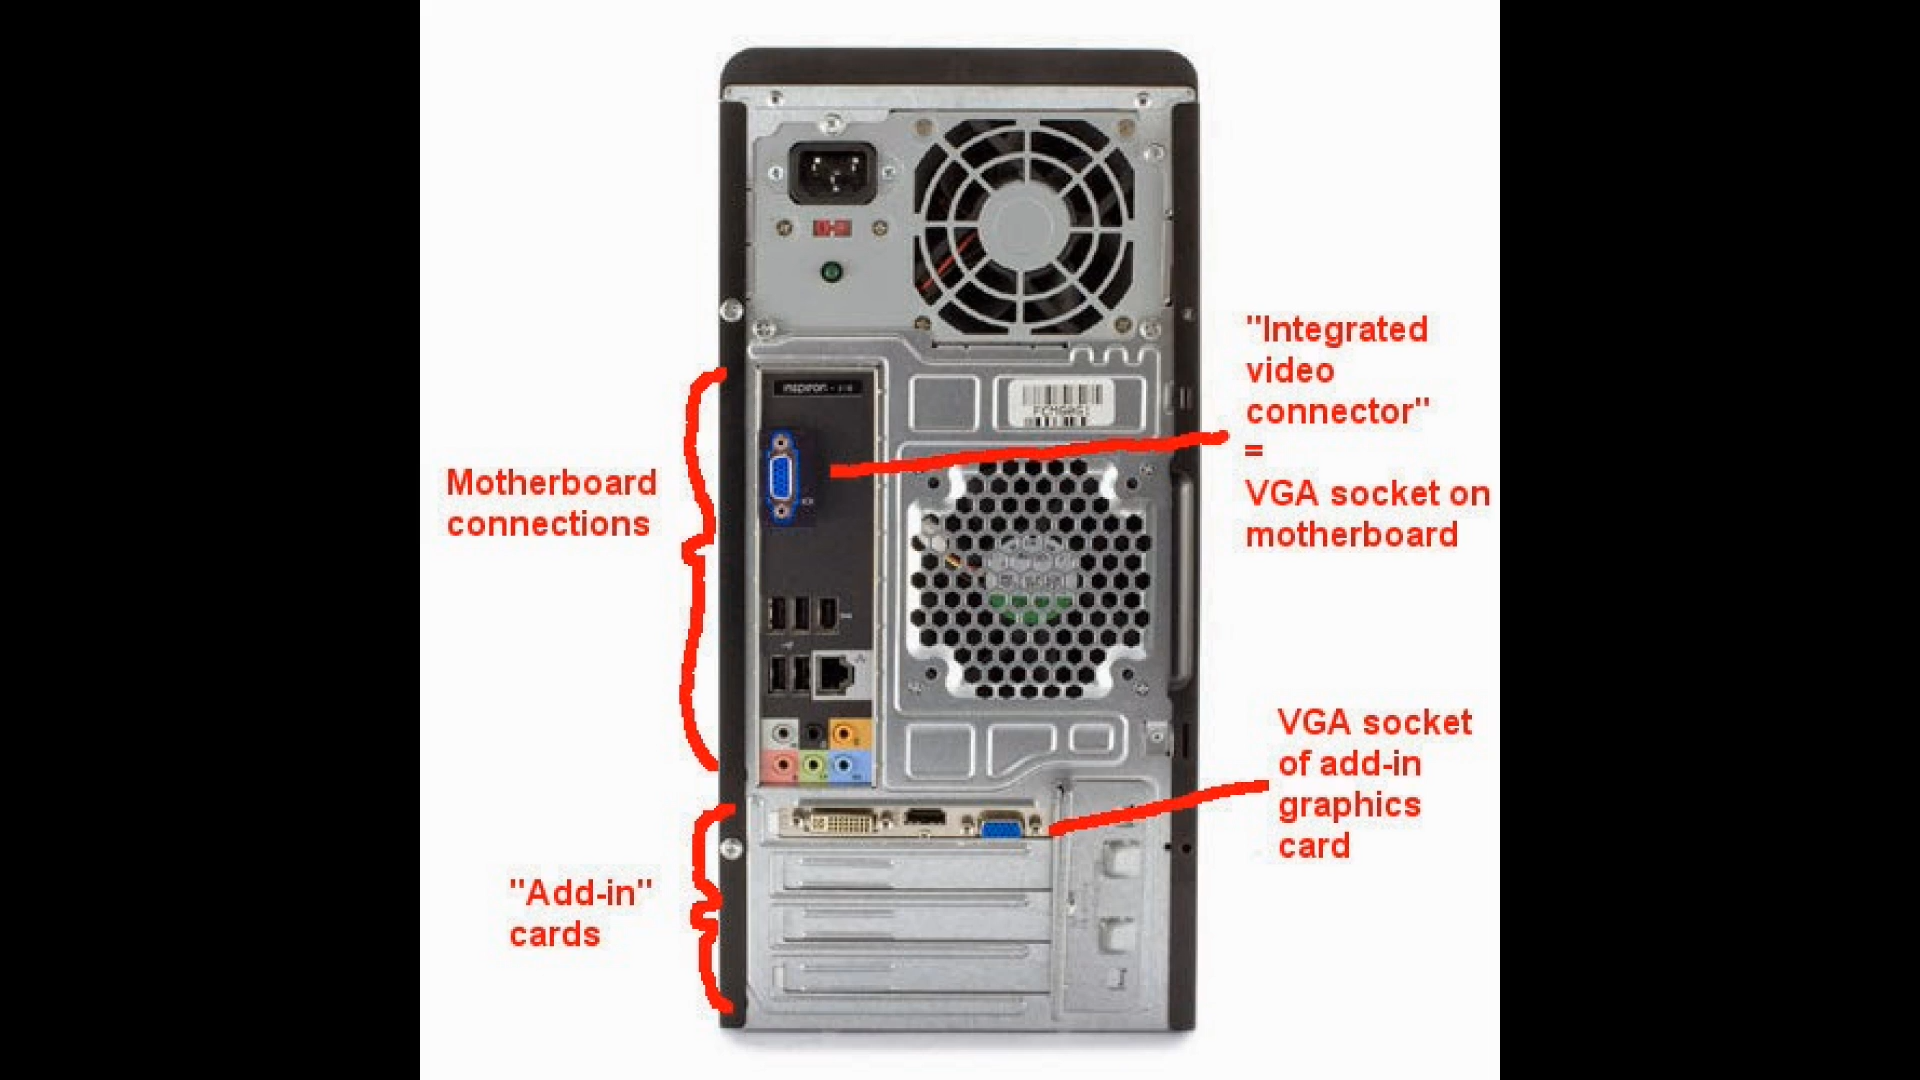 "Integrated
video
connector"
=
VGA socket on
motherboard
Motherboard
connections
inspiron
VGA socket
of add-in
graphics
card
"Add-in"
cards